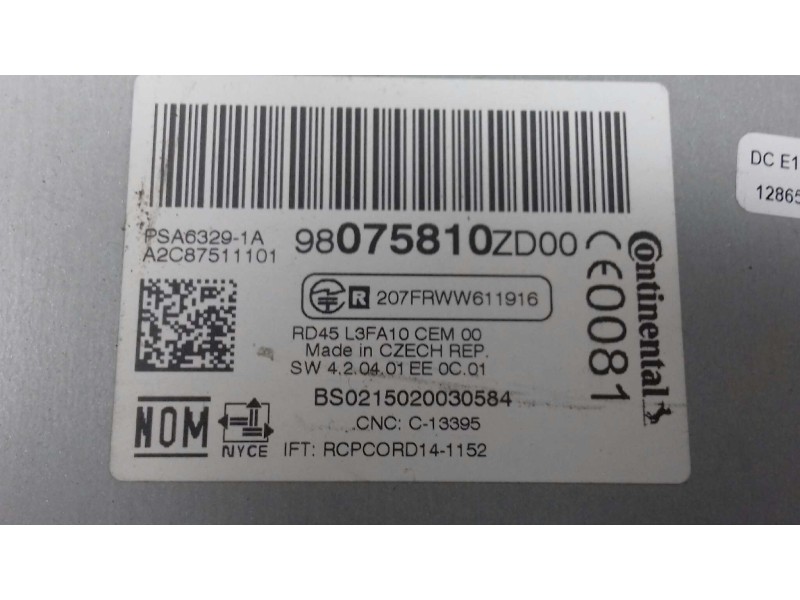 PSA6329-1A
A2C87511101
98075810ZD00
R 207FRWW611916
RD45 L3FA10 CEM 00
Made in CZECH REP.
SW 4.2.04.01 EE 0C.01
BS0215020030584
CNC: C-13395
IFT: RCPCORD14-1152
NOM
NYCE
CE0081
Continental
DC E1
12865